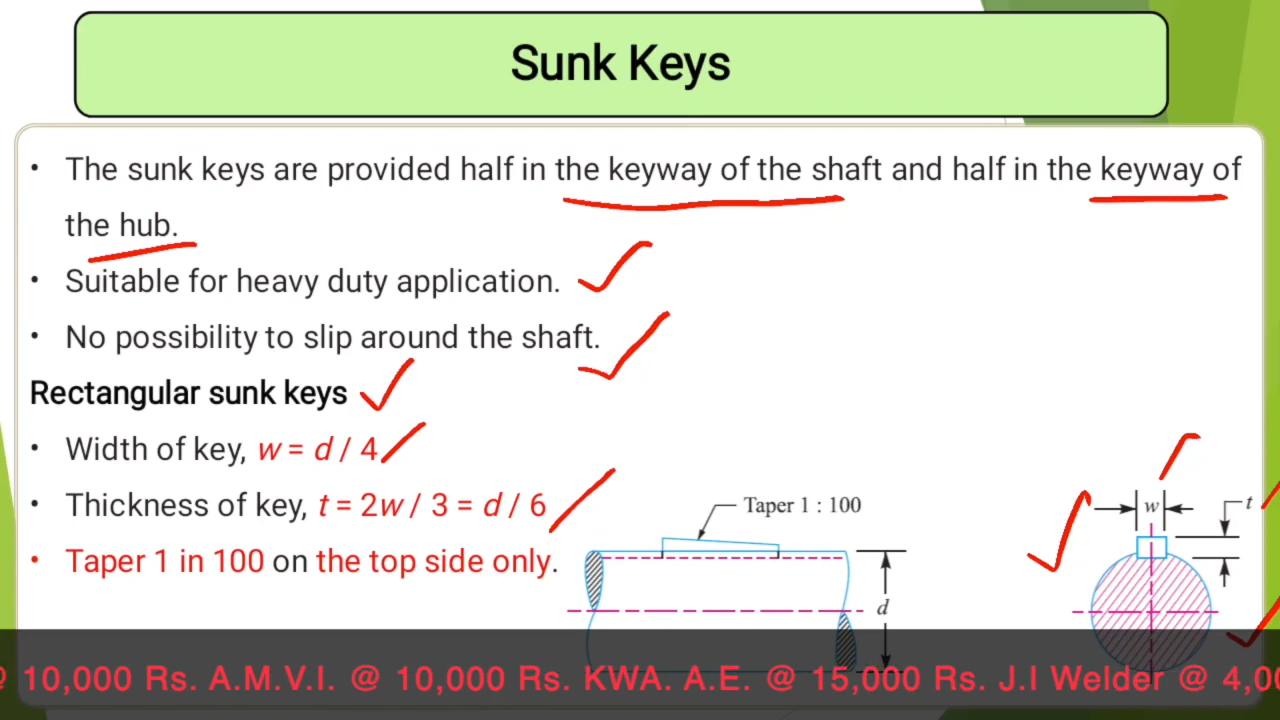 Sunk Keys
• The sunk keys are provided half in the keyway of the shaft and half in the keyway of
the hub.
• Suitable for heavy duty application.
• No possibility to slip around the shaft.
Rectangular sunk keys
• Width of key, w = d / 4
• Thickness of key, t = 2w / 3 = d / 6
• Taper 1 in 100 on the top side only.
Taper 1 : 100
d
w
t
@ 10,000 Rs. A.M.V.I. @ 10,000 Rs. KWA. A.E. @ 15,000 Rs. J.I Welder @ 4,00